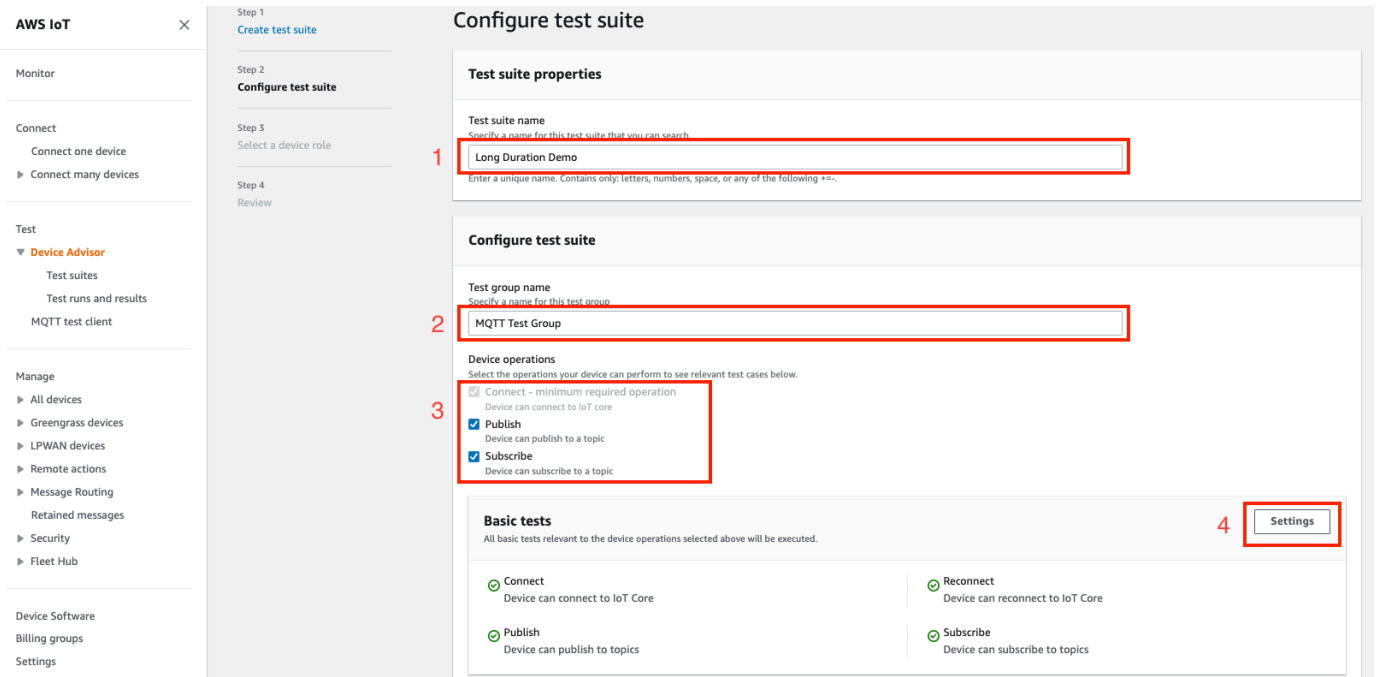 AWS IoT
Monitor
Connect
Connect one device
Connect many devices
Test
Device Advisor
Test suites
Test runs and results
MQTT test client
Manage
All devices
Greengrass devices
LPWAN devices
Remote actions
Message Routing
Retained messages
Security
Fleet Hub
Device Software
Billing groups
Settings
Step 1
Create test suite
Step 2
Configure test suite
Step 3
Select a device role
Step 4
Review
Configure test suite
Test suite properties
Test suite name
Specify a name for this test suite that you can search.
1
Long Duration Demo
Enter a unique name. Contains only: letters, numbers, space, or any of the following +=-.
Configure test suite
Test group name
Specify a name for this test group
2
MQTT Test Group
Device operations
Select the operations your device can perform to see relevant test cases below.
3
Connect - minimum required operation
Device can connect to IoT core
Publish
Device can publish to a topic
Subscribe
Device can subscribe to a topic
Basic tests
All basic tests relevant to the device operations selected above will be executed.
4
Settings
Connect
Device can connect to IoT Core
Reconnect
Device can reconnect to IoT Core
Publish
Device can publish to topics
Subscribe
Device can subscribe to topics